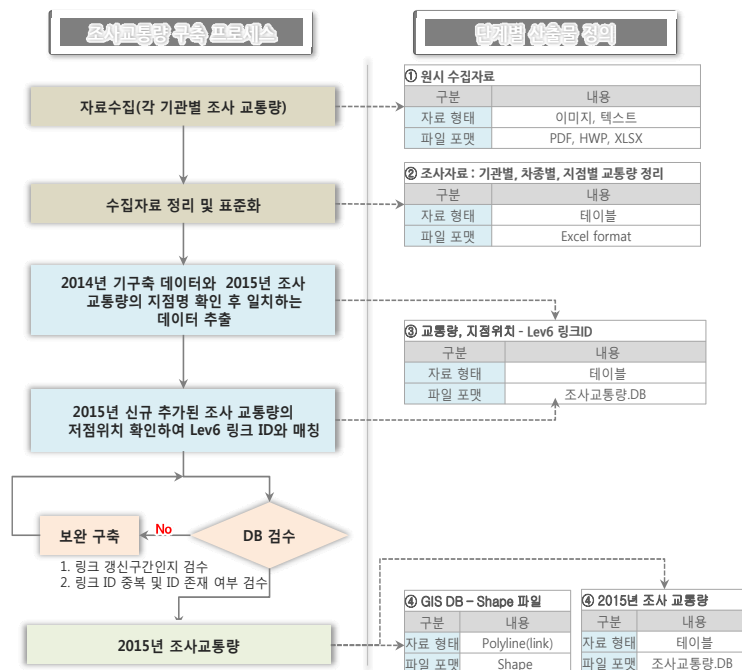 조사교통량 구축 프로세스
단계별 산출물 정의
자료수집(각 기관별 조사 교통량)
수집자료 정리 및 표준화
2014년 기구축 데이터와 2015년 조사
교통량의 지점명 확인 후 일치하는
데이터 추출
2015년 신규 추가된 조사 교통량의
저점위치 확인하여 Lev6 링크 ID와 매칭
보완 구축
No
DB 검수
1. 링크 갱신구간인지 검수
2. 링크 ID 중복 및 ID 존재 여부 검수
2015년 조사교통량
① 원시 수집자료
구분 내용
자료 형태 이미지, 텍스트
파일 포맷 PDF, HWP, XLSX
② 조사자료 : 기관별, 차종별, 지점별 교통량 정리
구분 내용
자료 형태 테이블
파일 포맷 Excel format
③ 교통량, 지점위치 - Lev6 링크ID
구분 내용
자료 형태 테이블
파일 포맷 조사교통량.DB
④ GIS DB – Shape 파일
구분 내용
자료 형태 Polyline(link)
파일 포맷 Shape
④ 2015년 조사 교통량
구분 내용
자료 형태 테이블
파일 포맷 조사교통량.DB